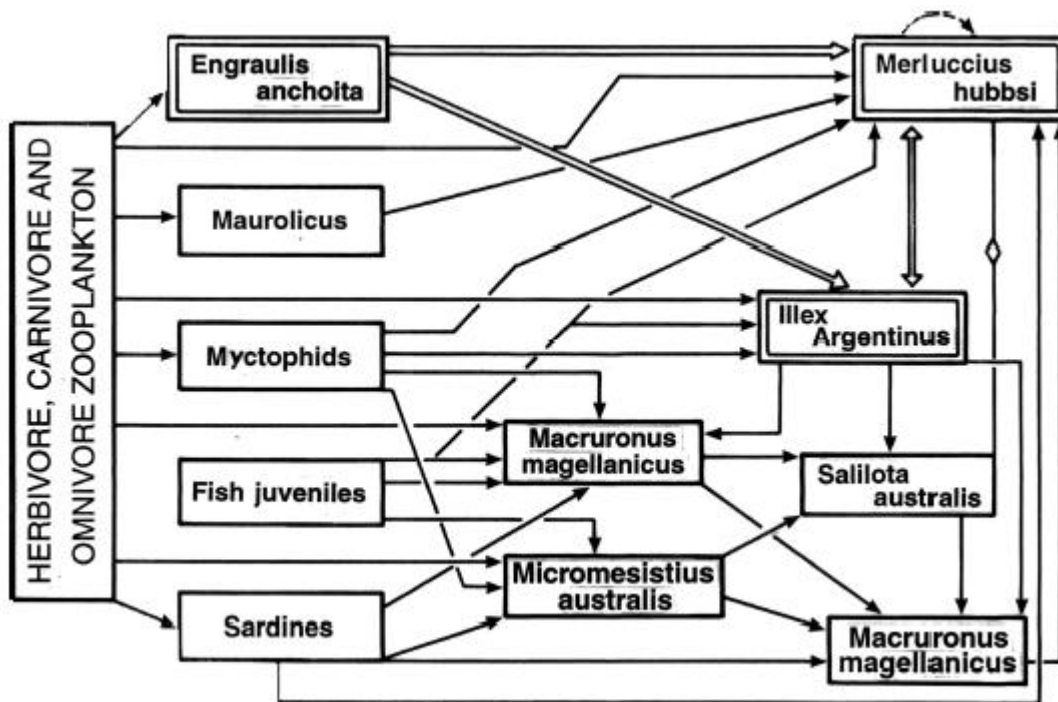 HERBIVORE, CARNIVORE AND
OMNIVORE ZOOPLANKTON
Engraulis
anchoita
Merluccius
hubbsi
Maurolicus
Illex
Argentinus
Myctophids
Macruronus
magellanicus
Salilota
australis
Fish juveniles
Micromesistius
australis
Sardines
Macruronus
magellanicus